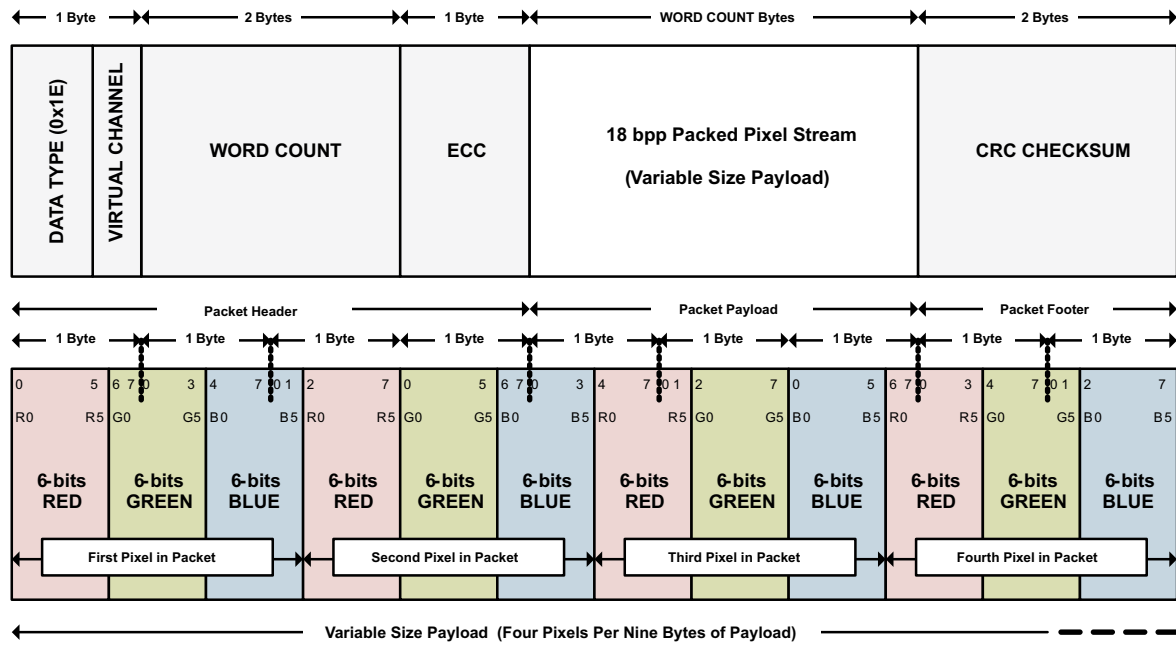 1 Byte 2 Bytes 1 Byte WORD COUNT Bytes 2 Bytes
DATA TYPE (0x1E)
VIRTUAL CHANNEL
WORD COUNT
ECC
18 bpp Packed Pixel Stream
(Variable Size Payload)
CRC CHECKSUM
Packet Header Packet Payload Packet Footer
1 Byte 1 Byte 1 Byte 1 Byte 1 Byte 1 Byte 1 Byte 1 Byte 1 Byte
0 5 6 7 0 3 4 7 0 1 2 7 0 5 6 7 0 3 4 7 0 1 2 7 0 5 6 7 0 3 4 7 0 1 2 7
R0 R5 G0 G5 B0 B5 R0 R5 G0 G5 B0 B5 R0 R5 G0 G5 B0 B5 R0 R5 G0 G5 B0 B5
6-bits 6-bits 6-bits 6-bits 6-bits 6-bits 6-bits 6-bits 6-bits 6-bits 6-bits 6-bits
RED GREEN BLUE RED GREEN BLUE RED GREEN BLUE RED GREEN BLUE
First Pixel in Packet Second Pixel in Packet Third Pixel in Packet Fourth Pixel in Packet
Variable Size Payload (Four Pixels Per Nine Bytes of Payload)